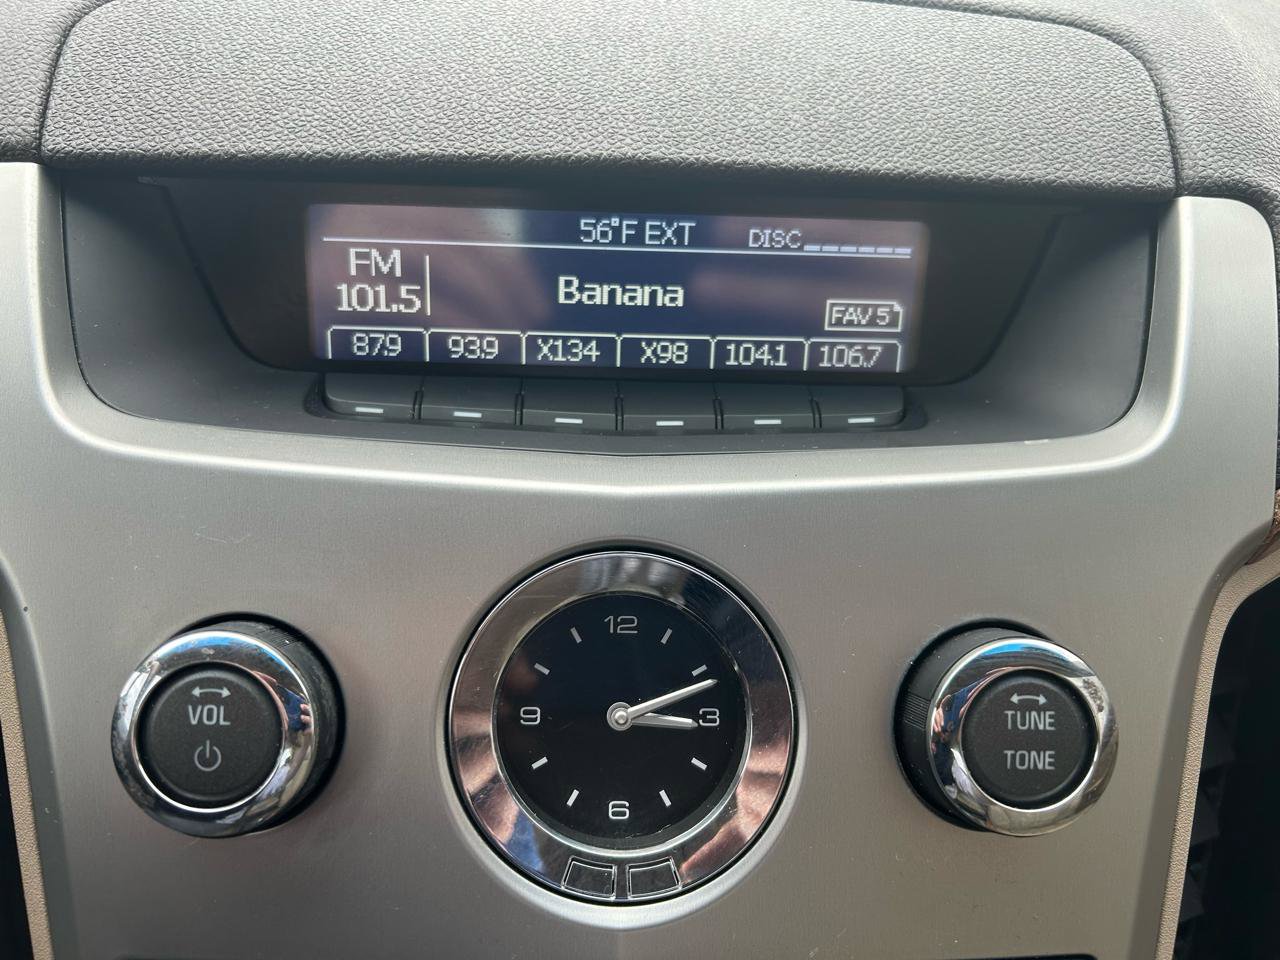 56°F EXT DISC
FM
101.5
Banana
FAV 5
87.9 93.9 X134 X98 104.1 106.7
12
9 3
6
VOL
TUNE
TONE